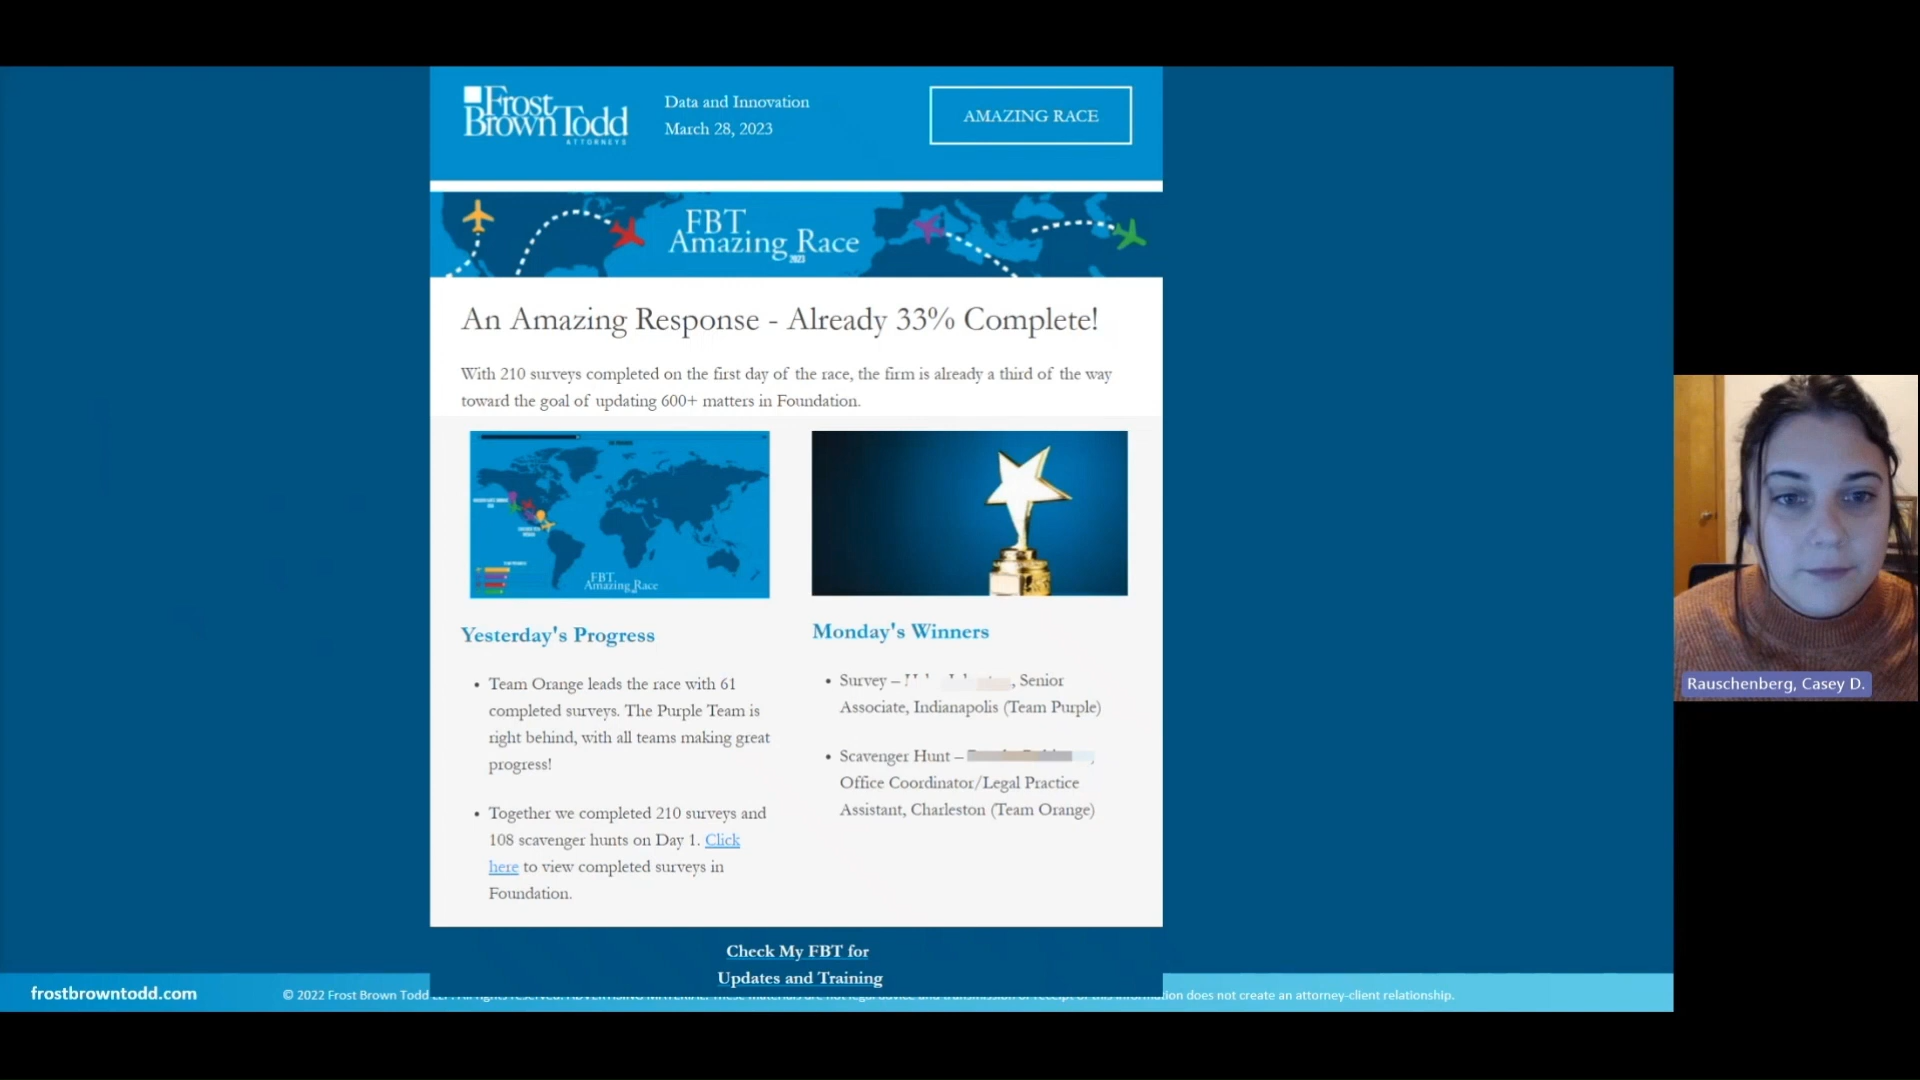 Frost
Brown Todd
ATTORNEYS
Data and Innovation
March 28, 2023
AMAZING RACE
FBT
Amazing Race
2023
An Amazing Response - Already 33% Complete!
With 210 surveys completed on the first day of the race, the firm is already a third of the way
toward the goal of updating 600+ matters in Foundation.
FBT
Amazing Race
Yesterday's Progress
• Team Orange leads the race with 61
completed surveys. The Purple Team is
right behind, with all teams making great
progress!
• Together we completed 210 surveys and
108 scavenger hunts on Day 1. Click
here to view completed surveys in
Foundation.
Monday's Winners
• Survey – , Senior
Associate, Indianapolis (Team Purple)
• Scavenger Hunt – ,
Office Coordinator/Legal Practice
Assistant, Charleston (Team Orange)
Check My FBT for
Updates and Training
frostbrowntodd.com
© 2022 Frost Brown Todd does not create an attorney-client relationship.
Rauschenberg, Casey D.